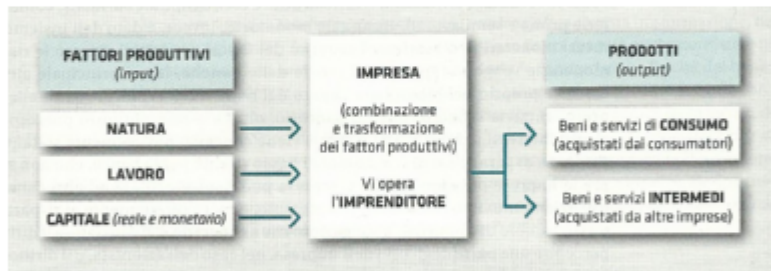 FATTORI PRODUTTIVI
(input)
NATURA
LAVORO
CAPITALE (reale e monetario)
IMPRESA
(combinazione
e trasformazione
dei fattori produttivi)
Vi opera
l'IMPRENDITORE
PRODOTTI
(output)
Beni e servizi di CONSUMO
(acquistati dai consumatori)
Beni e servizi INTERMEDI
(acquistati da altre imprese)